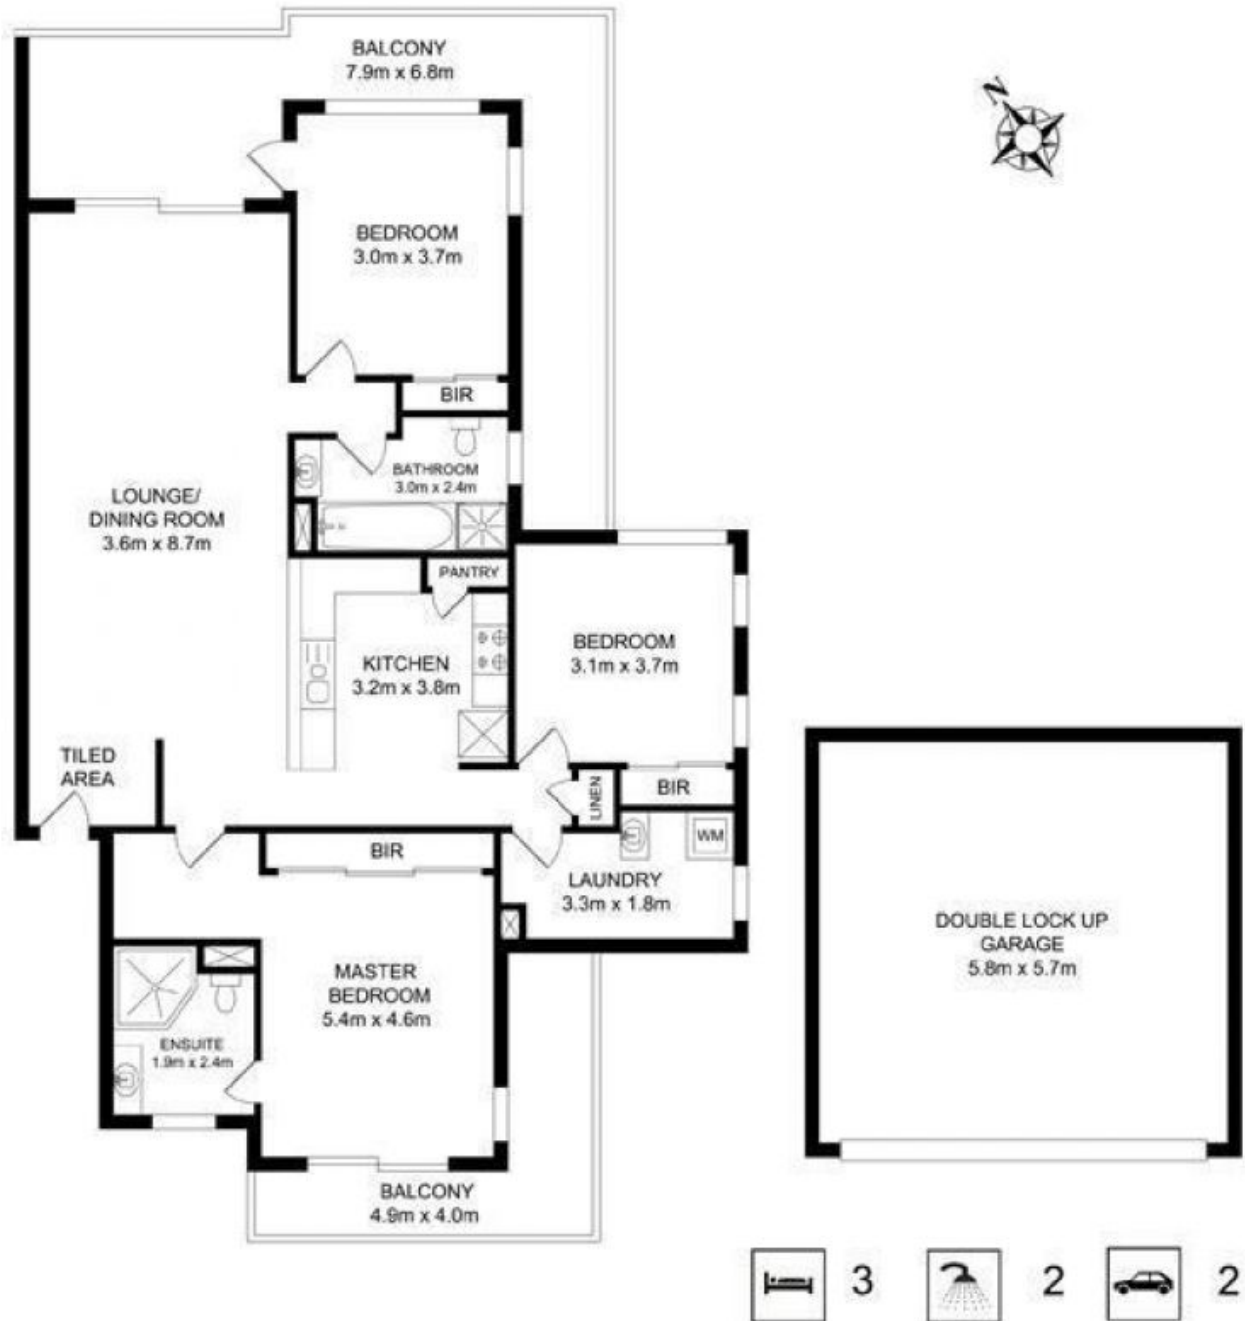 BALCONY
7.9m x 6.8m
N
BEDROOM
3.0m x 3.7m
BIR
BATHROOM
3.0m x 2.4m
LOUNGE/
DINING ROOM
3.6m x 8.7m
PANTRY
KITCHEN
3.2m x 3.8m
BEDROOM
3.1m x 3.7m
TILED
AREA
LINEN
BIR
BIR
WM
LAUNDRY
3.3m x 1.8m
MASTER
BEDROOM
5.4m x 4.6m
ENSUITE
1.9m x 2.4m
DOUBLE LOCK UP
GARAGE
5.8m x 5.7m
BALCONY
4.9m x 4.0m
3 2 2